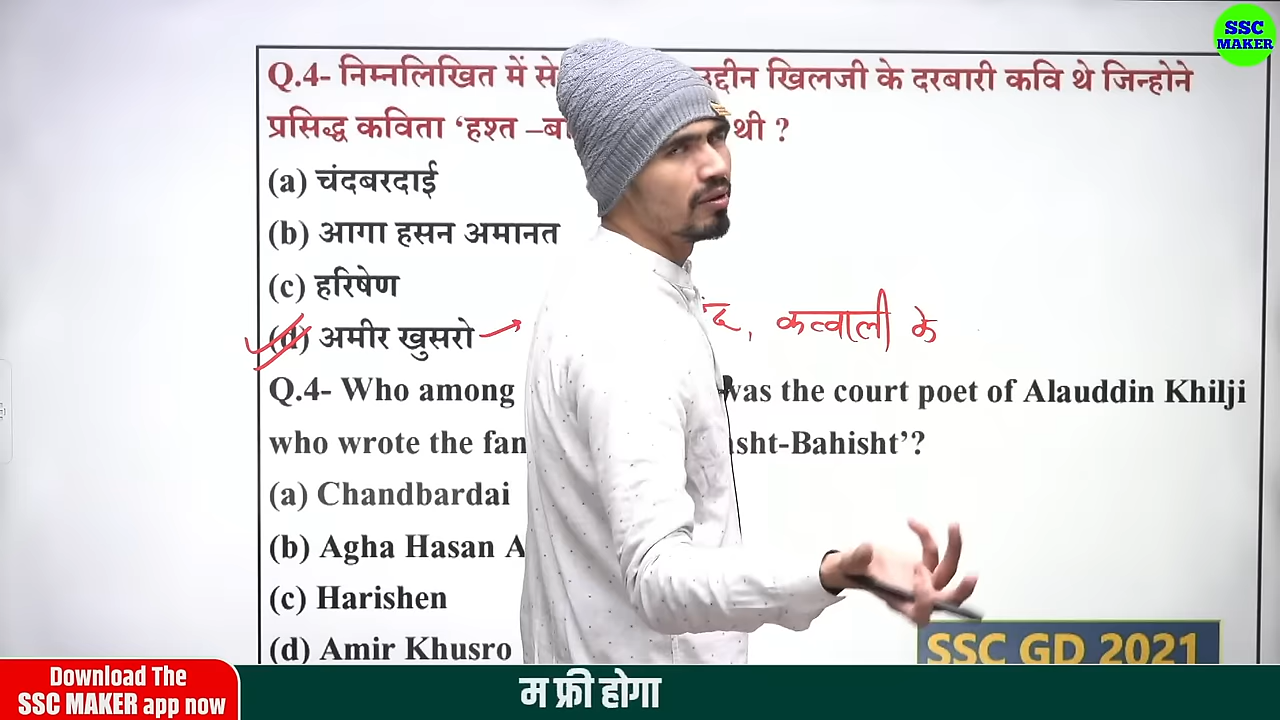 SSC
MAKER
Q.4- निम्नलिखित में से उद्दीन खिलजी के दरबारी कवि थे जिन्होने
प्रसिद्ध कविता ‘हश्त – थी ?
(a) चंदबरदाई
(b) आगा हसन अमानत
(c) हरिषेण
(d) अमीर खुसरो → , कव्वाली के
Q.4- Who among was the court poet of Alauddin Khilji
who wrote the Bahisht’?
(a) Chandbardai
(b) Agha Hasan
(c) Harishen
(d) Amir Khusro
SSC GD 2021
Download The
SSC MAKER app now
म फ्री होगा